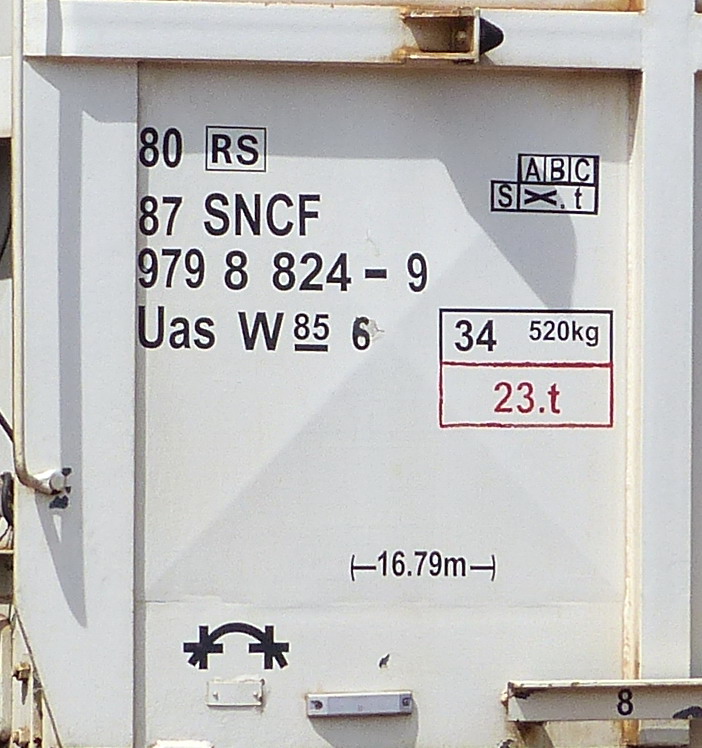 80 RS
ABC
S . t
87 SNCF
979 8 824-9
Uas W 85 6
34 520kg
23.t
16.79m
8